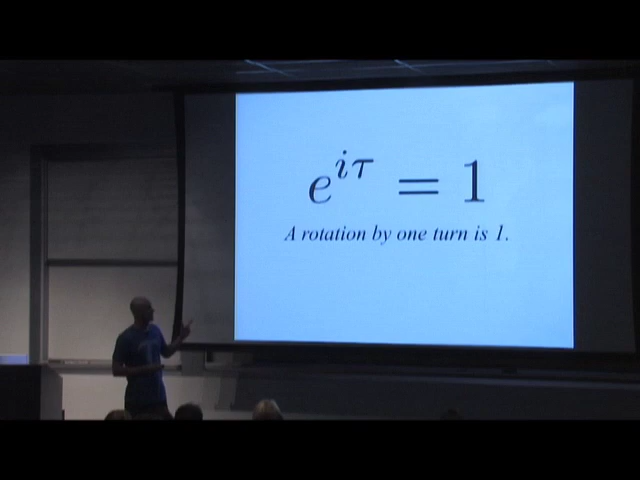 e^{iτ} = 1
A rotation by one turn is 1.